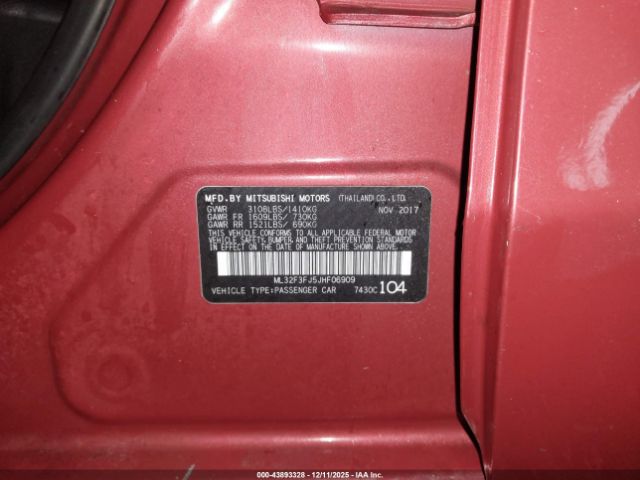 MFD.BY MITSUBISHI MOTORS (THAILAND)CO.,LTD.
GVWR 3108LBS/1410KG NOV 2017
GAWR FR 1609LBS/ 730KG
GAWR RR 1521LBS/ 690KG
THIS VEHICLE CONFORMS TO ALL APPLICABLE FEDERAL MOTOR
VEHICLE SAFETY, BUMPER, AND THEFT PREVENTION STANDARDS
IN EFFECT ON THE DATE OF MANUFACTURE SHOWN ABOVE.
ML32F3FJ5JHF06909
VEHICLE TYPE:PASSENGER CAR 7430C 104
000-43893328 - 12/11/2025 - IAA Corp.